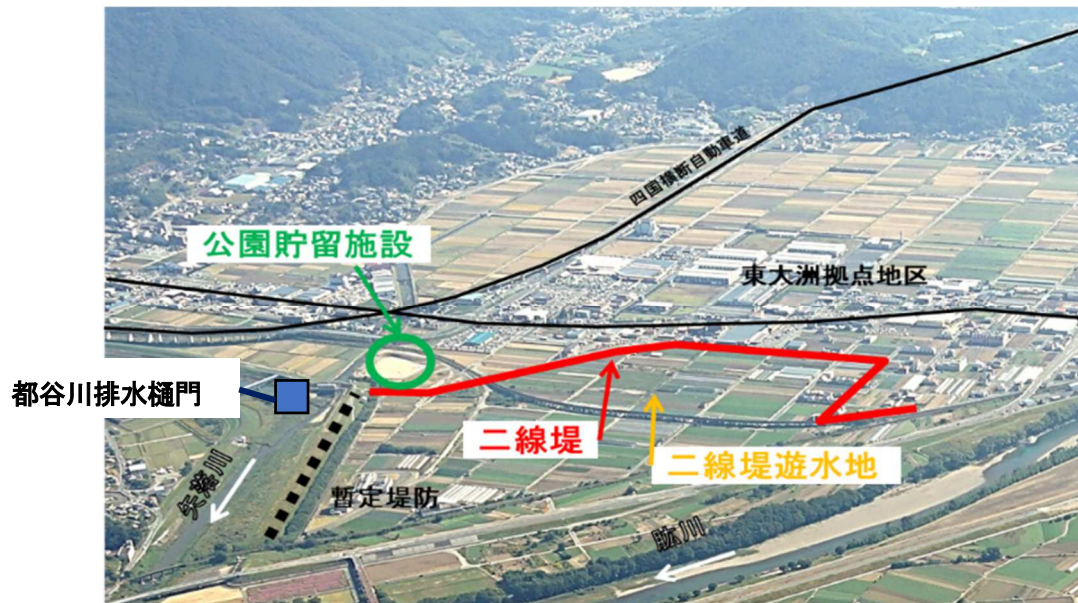 四国横断自動車道
公園貯留施設
東大洲拠点地区
都谷川排水樋門
二線堤
二線堤遊水地
矢落川
暫定堤防
肱川